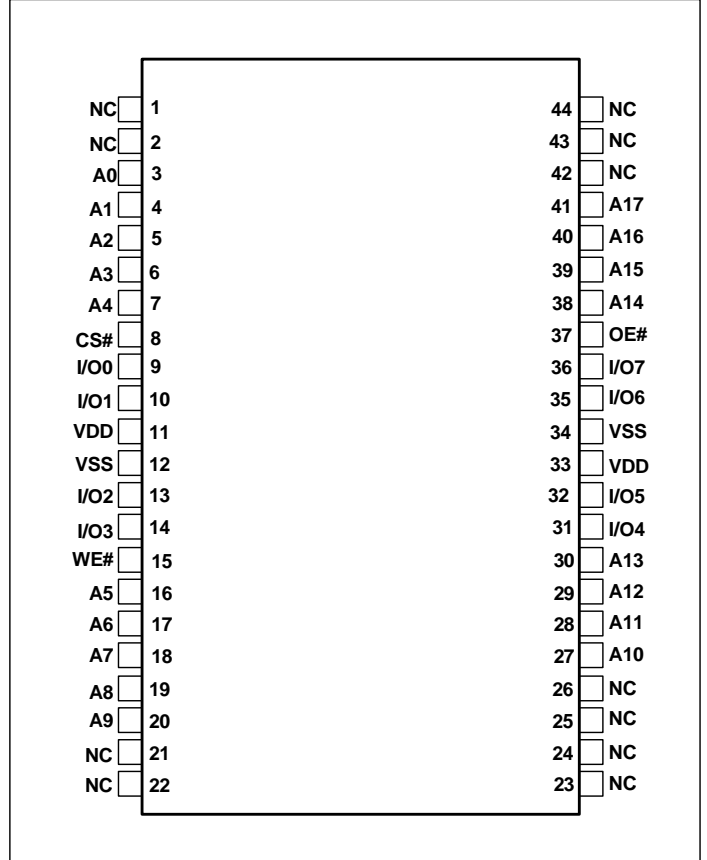 NC 1 44 NC
NC 2 43 NC
A0 3 42 NC
A1 4 41 A17
A2 5 40 A16
A3 6 39 A15
A4 7 38 A14
CS# 8 37 OE#
I/O0 9 36 I/O7
I/O1 10 35 I/O6
VDD 11 34 VSS
VSS 12 33 VDD
I/O2 13 32 I/O5
I/O3 14 31 I/O4
WE# 15 30 A13
A5 16 29 A12
A6 17 28 A11
A7 18 27 A10
A8 19 26 NC
A9 20 25 NC
NC 21 24 NC
NC 22 23 NC